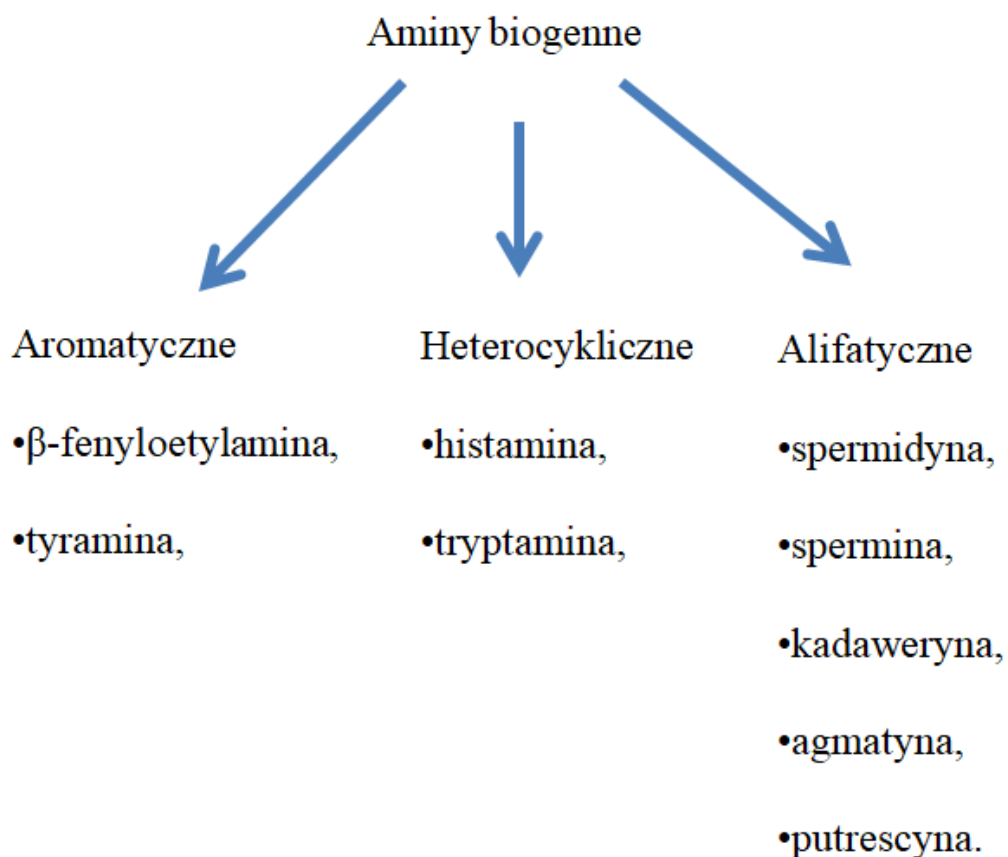 Aminy biogenne
Aromatyczne
•β-fenyloetylamina,
•tyramina,
Heterocykliczne
•histamina,
•tryptamina,
Alifatyczne
•spermidyna,
•spermina,
•kadaweryna,
•agmatyna,
•putrescyna.